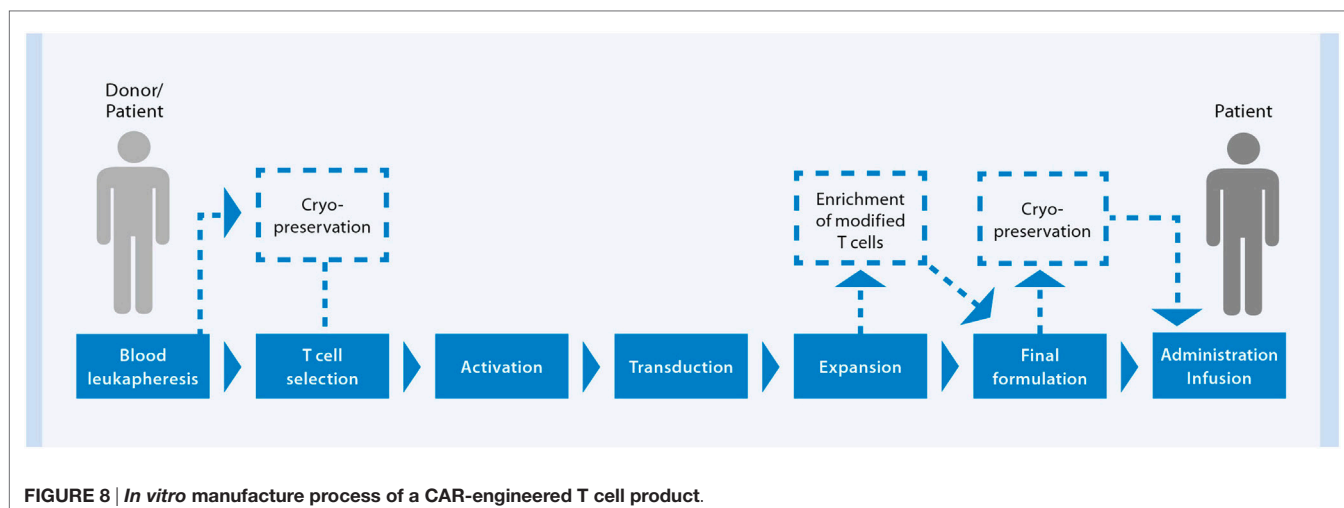 Donor/
Patient
Patient
Cryo-
preservation
Enrichment
of modified
T cells
Cryo-
preservation
Blood
leukapheresis
T cell
selection
Activation
Transduction
Expansion
Final
formulation
Administration
Infusion
FIGURE 8 | In vitro manufacture process of a CAR-engineered T cell product.